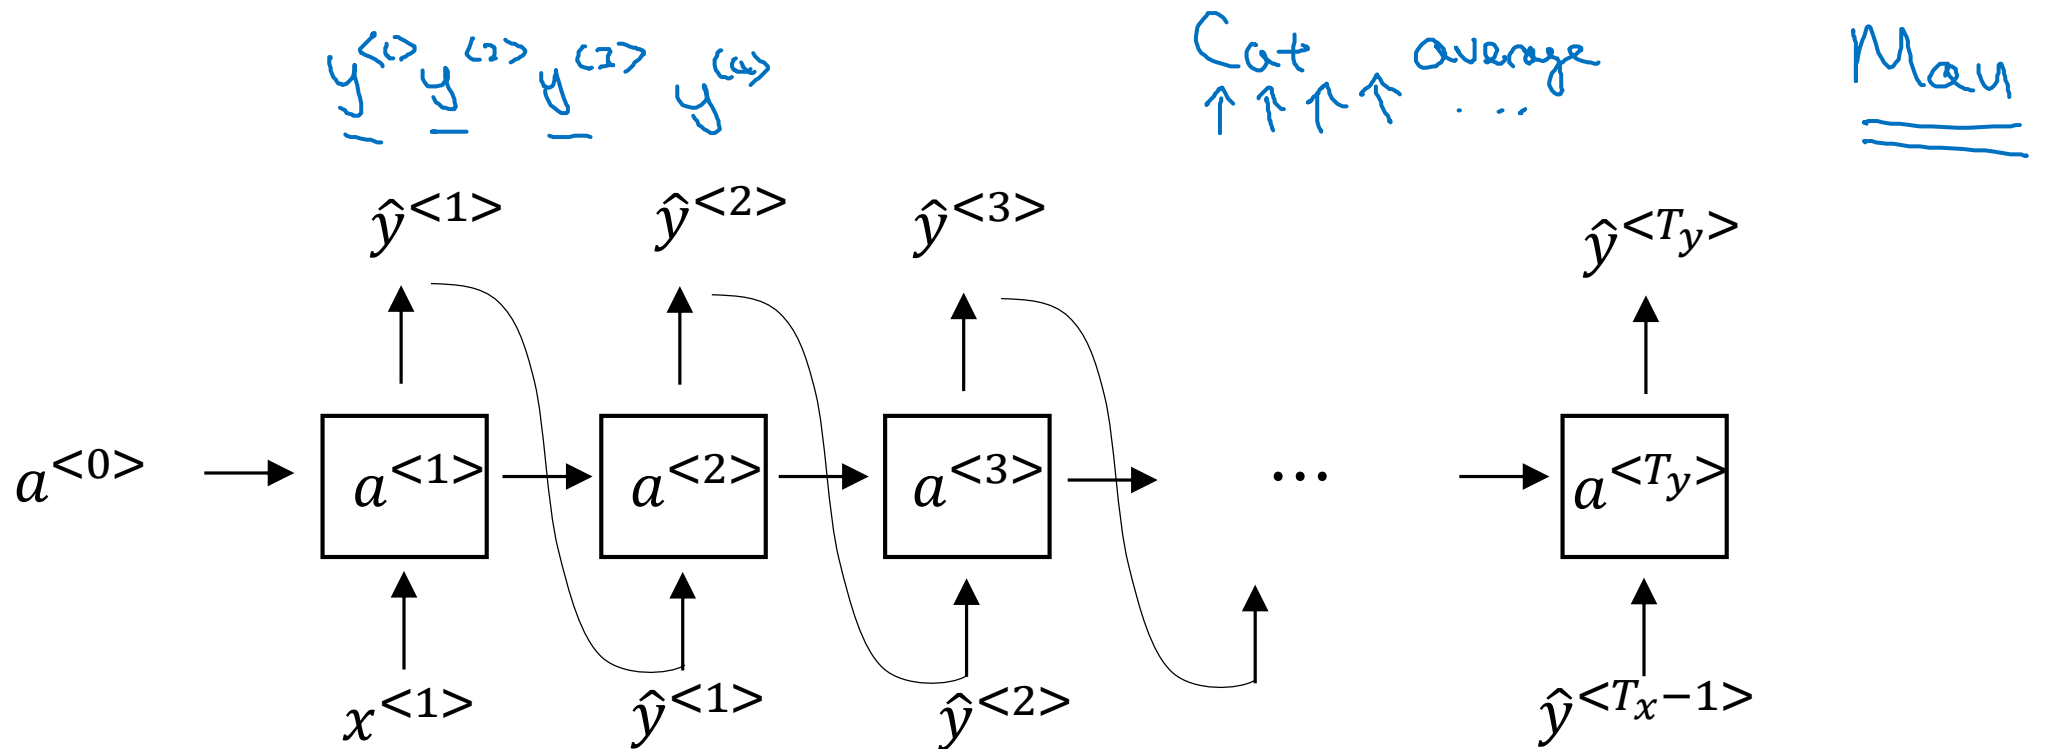 y<1> y<2> y<3> y<4> Cat average Mau
ŷ<1> ŷ<2> ŷ<3> ŷ<Ty>
a<0> a<1> a<2> a<3> ... a<Ty>
x<1> ŷ<1> ŷ<2> ŷ<Tx−1>